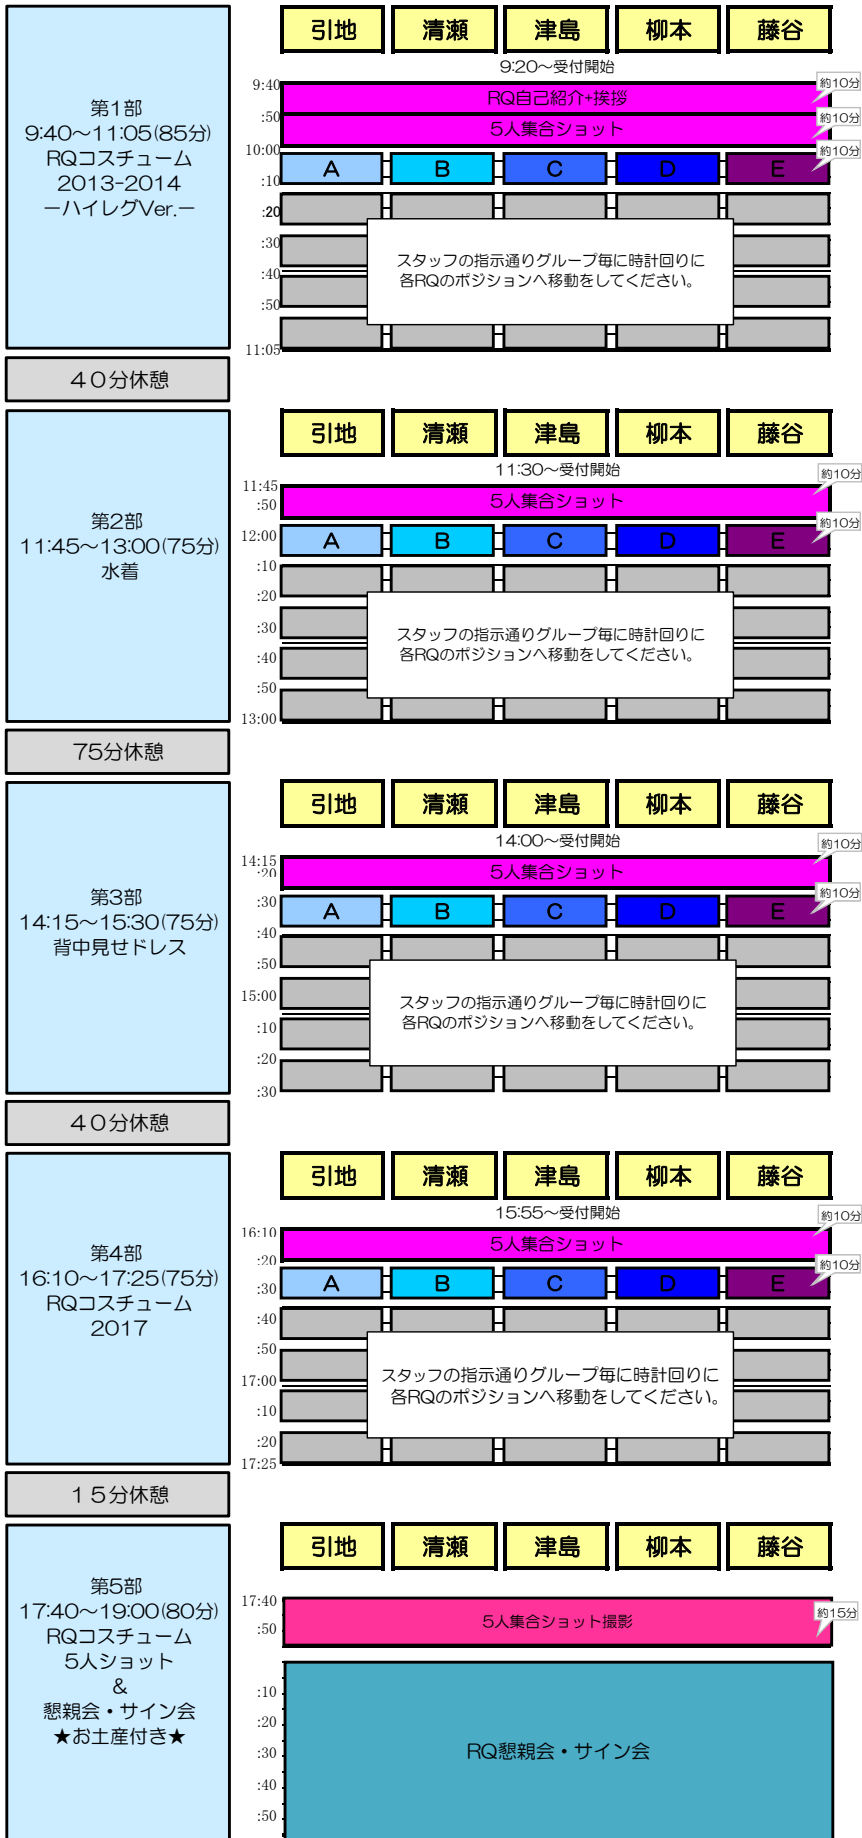 第1部
9:40～11:05(85分)
RQコスチューム
2013-2014
－ハイレグVer.－
引地 清瀬 津島 柳本 藤谷
9:20～受付開始
9:40
RQ自己紹介+挨拶
約10分
:50
5人集合ショット
約10分
10:00
約10分
A B C D E
:10
:20
:30
スタッフの指示通りグループ毎に時計回りに
各RQのポジションへ移動をしてください。
:40
:50
11:05
４０分休憩
第2部
11:45～13:00(75分)
水着
引地 清瀬 津島 柳本 藤谷
11:30～受付開始
約10分
11:45
5人集合ショット
:50
約10分
12:00
A B C D E
:10
:20
:30
スタッフの指示通りグループ毎に時計回りに
各RQのポジションへ移動をしてください。
:40
:50
13:00
75分休憩
第3部
14:15～15:30(75分)
背中見せドレス
引地 清瀬 津島 柳本 藤谷
14:00～受付開始
約10分
14:15
5人集合ショット
:20
約10分
:30
A B C D E
:40
:50
15:00
スタッフの指示通りグループ毎に時計回りに
各RQのポジションへ移動をしてください。
:10
:20
:30
４０分休憩
第4部
16:10～17:25(75分)
RQコスチューム
2017
引地 清瀬 津島 柳本 藤谷
15:55～受付開始
約10分
16:10
5人集合ショット
:20
約10分
:30
A B C D E
:40
:50
17:00
スタッフの指示通りグループ毎に時計回りに
各RQのポジションへ移動をしてください。
:10
:20
17:25
１５分休憩
第5部
17:40～19:00(80分)
RQコスチューム
5人ショット
&
懇親会・サイン会
★お土産付き★
引地 清瀬 津島 柳本 藤谷
17:40
5人集合ショット撮影
約15分
:50
:10
:20
:30
RQ懇親会・サイン会
:40
:50